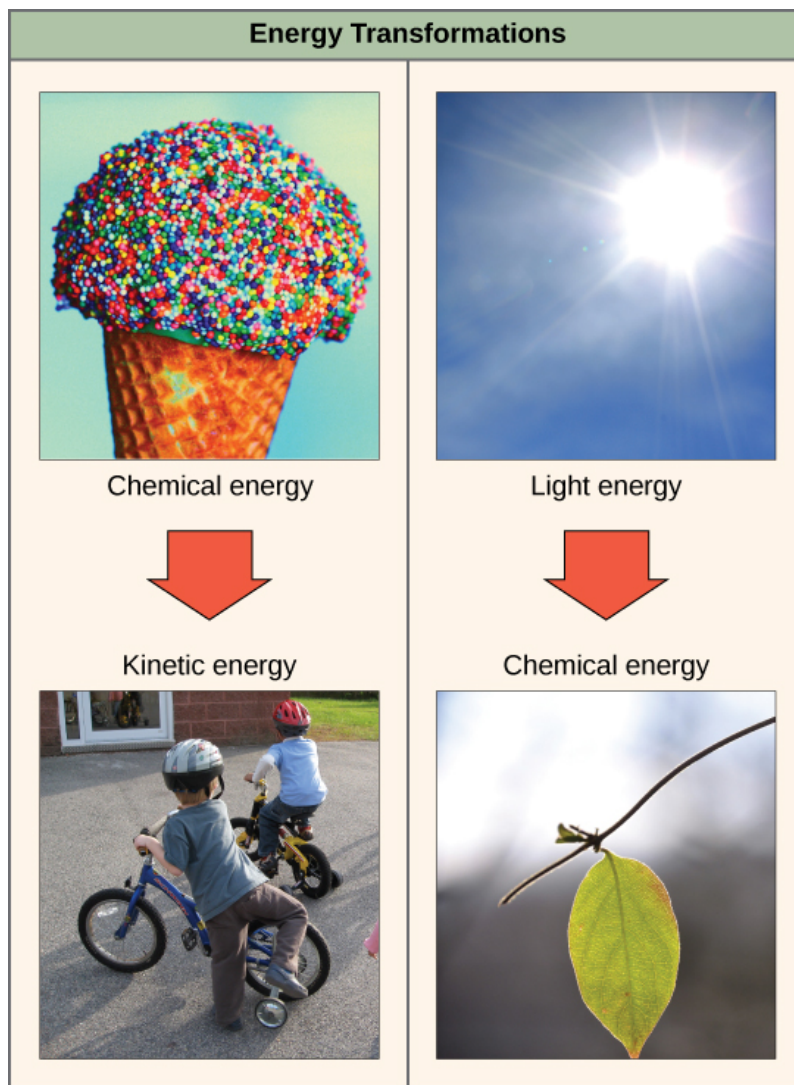 Energy Transformations
Chemical energy
Kinetic energy
Light energy
Chemical energy